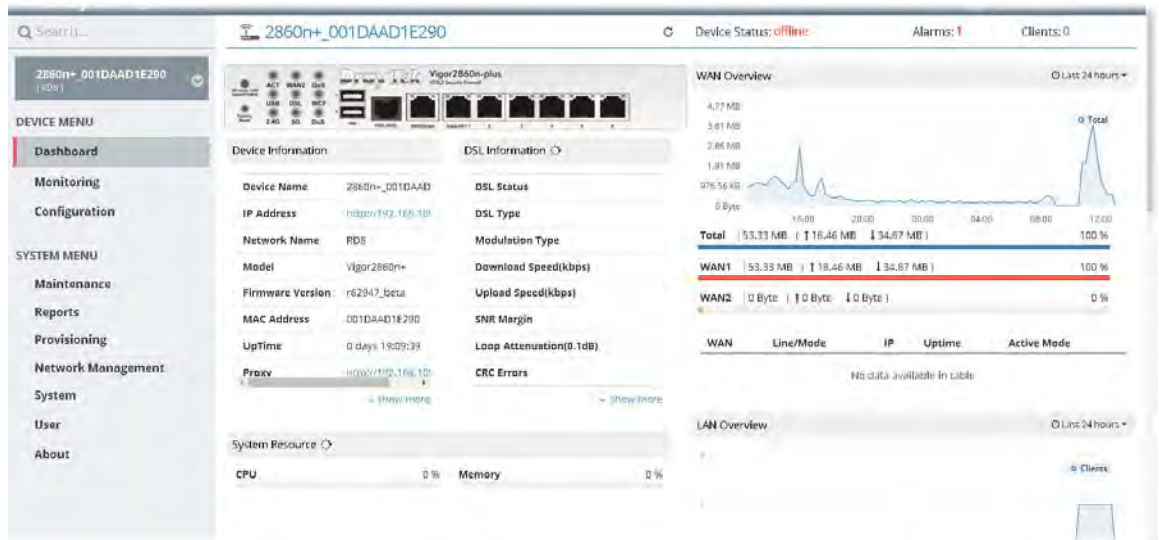 Search...
2860n+_001DAAD1E290
Device Status: offline
Alarms: 1
Clients: 0
2860n+_001DAAD1E290
[ RD8 ]
DEVICE MENU
Dashboard
Monitoring
Configuration
SYSTEM MENU
Maintenance
Reports
Provisioning
Network Management
System
User
About
Vigor2860n-plus
ACT WAN2 QoS
USB DSL WCF
2.4G 5G DoS
Device Information
Device Name 2860n+_001DAAD
IP Address http://192.168.10
Network Name RD8
Model Vigor2860n+
Firmware Version r62947_beta
MAC Address 001DAAD1E290
UpTime 0 days 19:09:39
Proxy http://192.168.10
show more
DSL Information
DSL Status
DSL Type
Modulation Type
Download Speed(kbps)
Upload Speed(kbps)
SNR Margin
Loop Attenuation(0.1dB)
CRC Errors
show more
System Resource
CPU 0 %
Memory 0 %
WAN Overview
Last 24 hours
4.77 MB
3.81 MB
2.86 MB
1.91 MB
976.56 KB
0 Byte
Total
16:00 20:00 00:00 04:00 08:00 12:00
Total 53.33 MB ( 18.46 MB 34.87 MB ) 100 %
WAN1 53.33 MB ( 18.46 MB 34.87 MB ) 100 %
WAN2 0 Byte ( 0 Byte 0 Byte ) 0 %
WAN Line/Mode IP Uptime Active Mode
No data available in table
LAN Overview
Last 24 hours
Clients